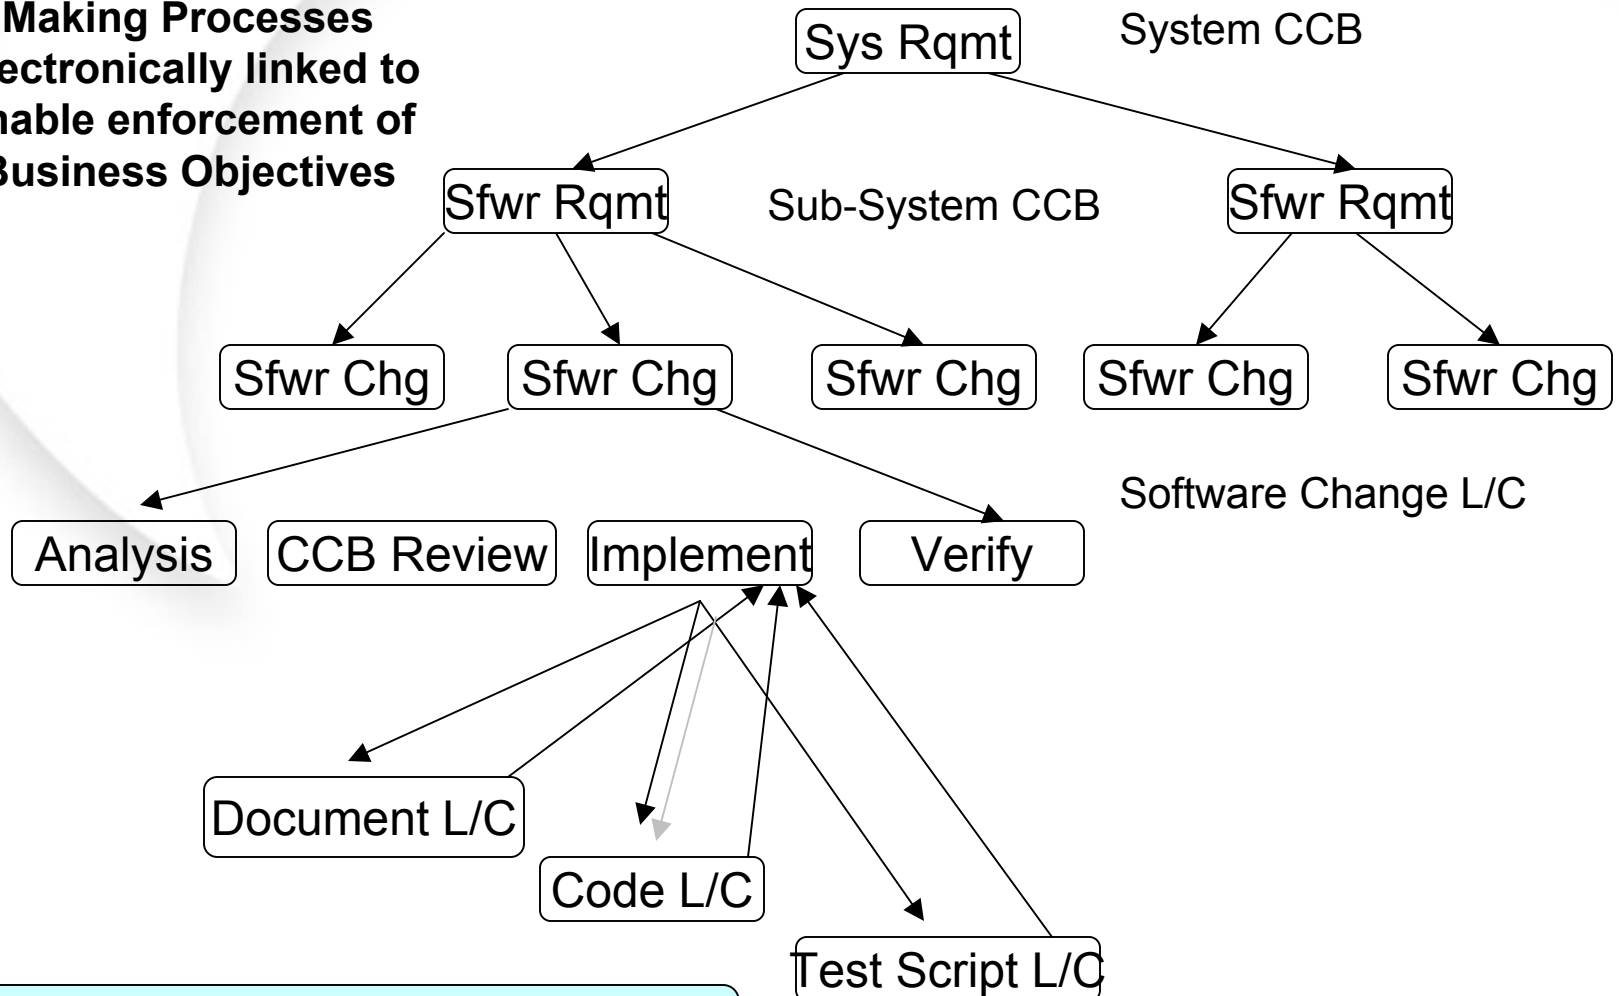 Making Processes
ectronically linked to
nable enforcement of
Business Objectives
Sys Rqmt
System CCB
Sfwr Rqmt
Sub-System CCB
Sfwr Rqmt
Sfwr Chg
Sfwr Chg
Sfwr Chg
Sfwr Chg
Sfwr Chg
Software Change L/C
Analysis
CCB Review
Implement
Verify
Document L/C
Code L/C
Test Script L/C